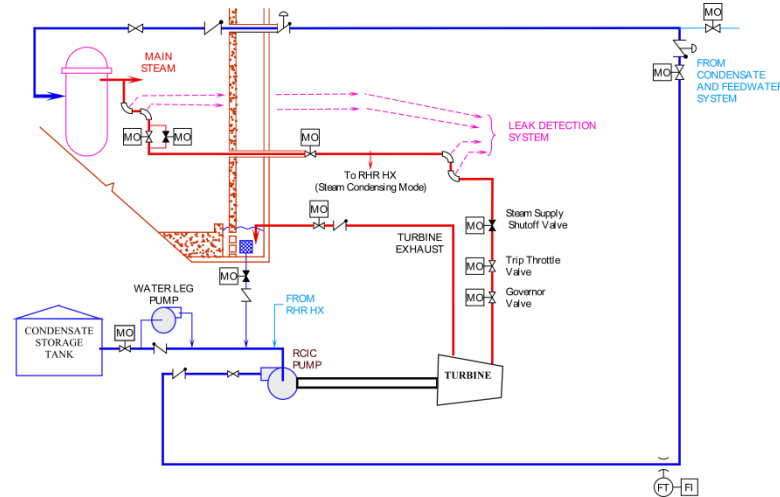 MO
FROM
CONDENSATE
AND FEEDWATER
SYSTEM
MO
MAIN
STEAM
LEAK DETECTION
SYSTEM
MO
MO
MO
To RHR HX
(Steam Condensing Mode)
MO
TURBINE
EXHAUST
MO
Steam Supply
Shutoff Valve
MO
Trip Throttle
Valve
MO
Governor
Valve
MO
WATER LEG
PUMP
FROM
RHR HX
CONDENSATE
STORAGE
TANK
MO
RCIC
PUMP
TURBINE
FT
FI